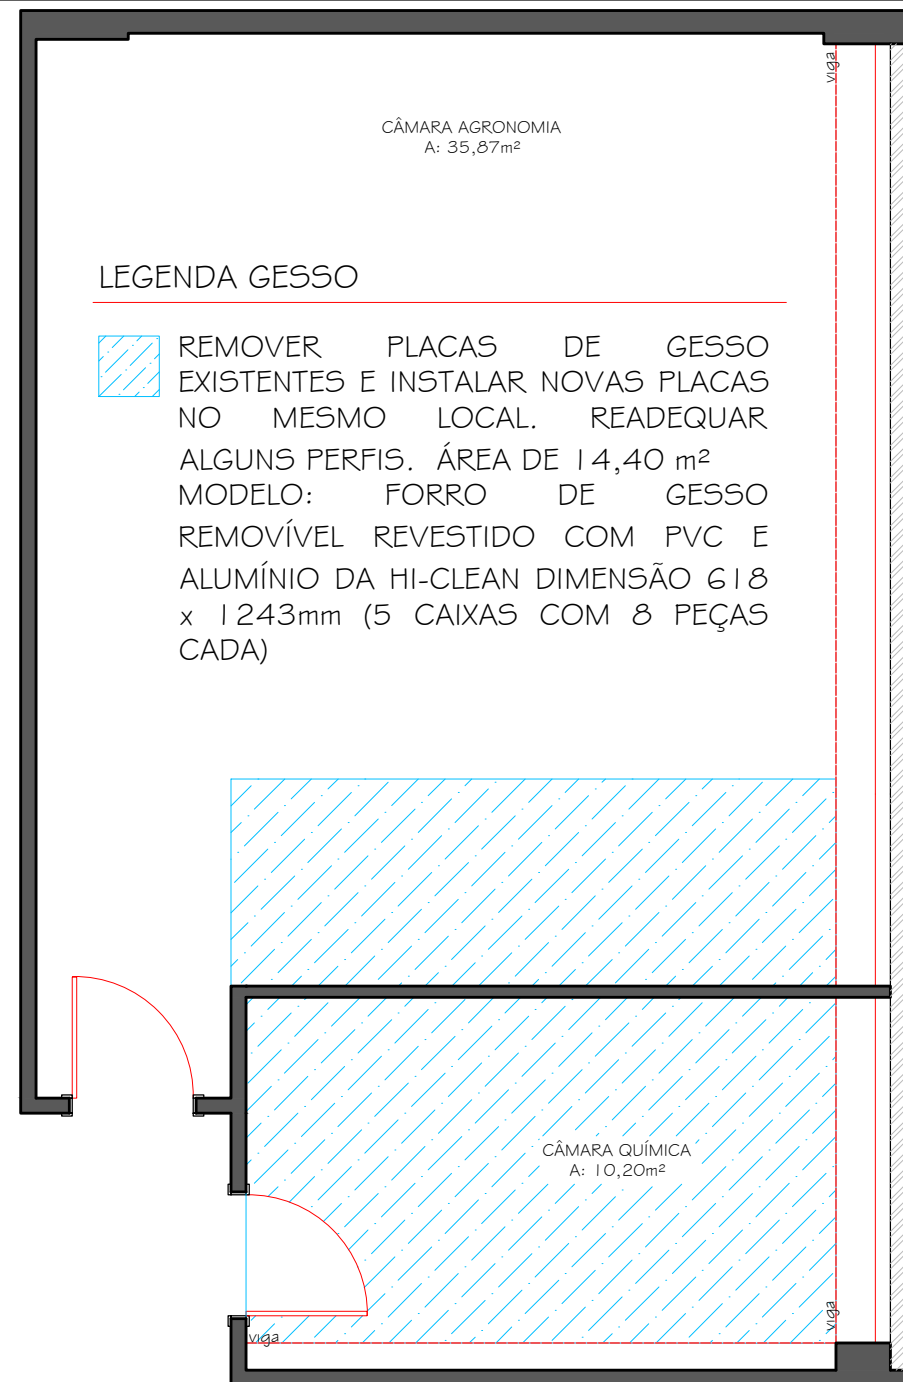 viga
CÂMARA AGRONOMIA
A: 35,87m²
LEGENDA GESSO
REMOVER PLACAS DE GESSO
EXISTENTES E INSTALAR NOVAS PLACAS
NO MESMO LOCAL. READEQUAR
ALGUNS PERFIS. ÁREA DE 14,40 m²
MODELO: FORRO DE GESSO
REMOVÍVEL REVESTIDO COM PVC E
ALUMÍNIO DA HI-CLEAN DIMENSÃO 618
x 1243mm (5 CAIXAS COM 8 PEÇAS
CADA)
CÂMARA QUÍMICA
A: 10,20m²
viga
viga